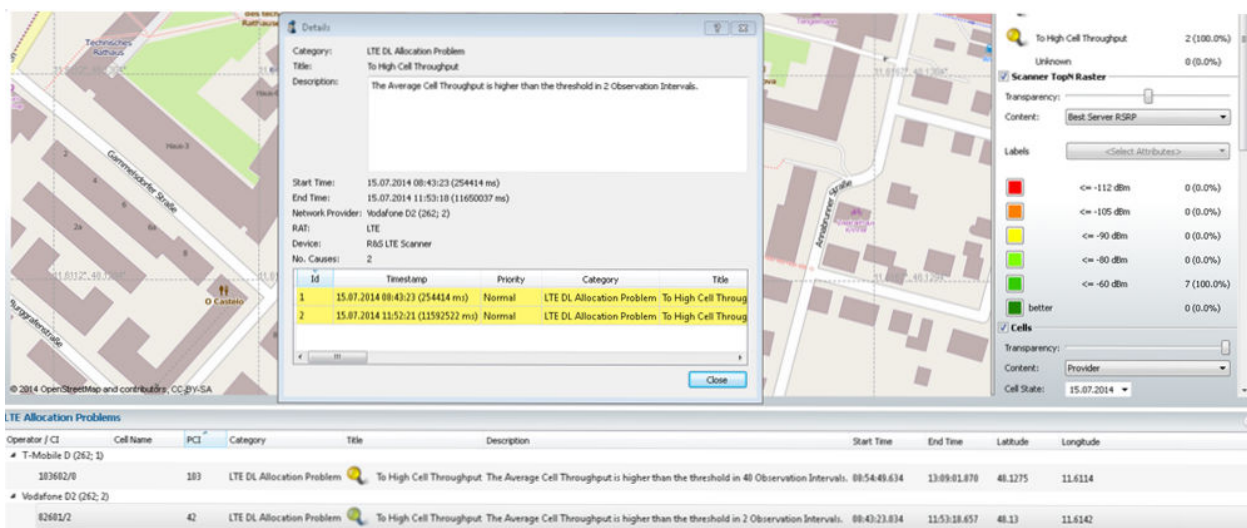 Technisches
Rathaus
Haus-3
Gammelsdorfer Straße
2
4
6
2a
6a
8
O Castelo
Burggrafenstraße
© 2014 OpenStreetMap and contributors, CC-BY-SA
Details
Category: LTE DL Allocation Problem
Title: To High Cell Throughput
Description: The Average Cell Throughput is higher than the threshold in 2 Observation Intervals.
Start Time: 15.07.2014 08:43:23 (254414 ms)
End Time: 15.07.2014 11:53:18 (11650037 ms)
Network Provider: Vodafone D2 (262; 2)
RAT: LTE
Device: R&S LTE Scanner
No. Causes: 2
Id Timestamp Priority Category Title
1 15.07.2014 08:43:23 (254414 ms) Normal LTE DL Allocation Problem To High Cell Throug
2 15.07.2014 11:52:21 (11592522 ms) Normal LTE DL Allocation Problem To High Cell Throug
Close
Annabrunner Straße
To High Cell Throughput 2 (100.0%)
Unknown 0 (0.0%)
Scanner TopN Raster
Transparency:
Content: Best Server RSRP
Labels <Select Attributes>
<= -112 dBm 0 (0.0%)
<= -105 dBm 0 (0.0%)
<= -90 dBm 0 (0.0%)
<= -80 dBm 0 (0.0%)
<= -60 dBm 7 (100.0%)
better 0 (0.0%)
Cells
Transparency:
Content: Provider
Cell State: 15.07.2014
LTE Allocation Problems
Operator / CI Cell Name PCI Category Title Description Start Time End Time Latitude Longitude
T-Mobile D (262; 1)
103602/0 103 LTE DL Allocation Problem To High Cell Throughput The Average Cell Throughput is higher than the threshold in 40 Observation Intervals. 08:54:49.634 13:09:01.870 48.1275 11.6114
Vodafone D2 (262; 2)
82601/2 42 LTE DL Allocation Problem To High Cell Throughput The Average Cell Throughput is higher than the threshold in 2 Observation Intervals. 08:43:23.834 11:53:18.657 48.13 11.6142